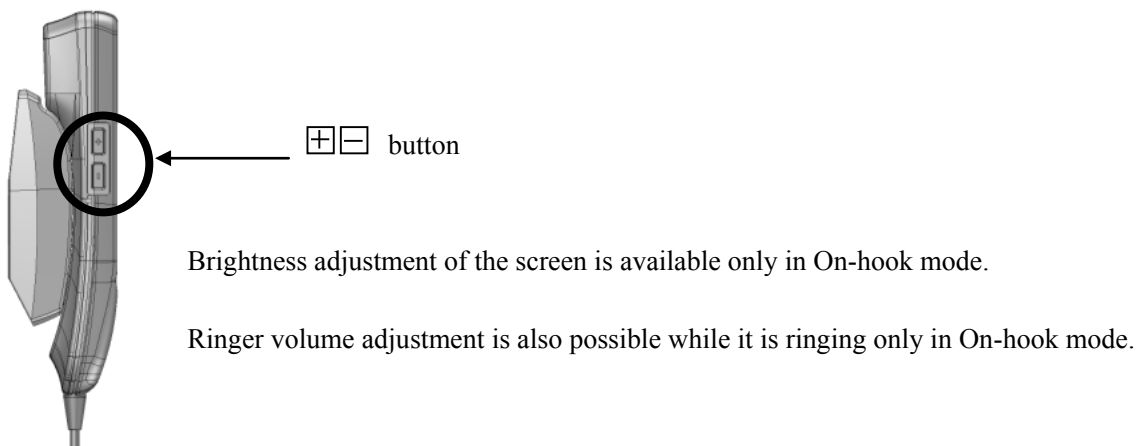 ⊞⊟ button
Brightness adjustment of the screen is available only in On-hook mode.
Ringer volume adjustment is also possible while it is ringing only in On-hook mode.